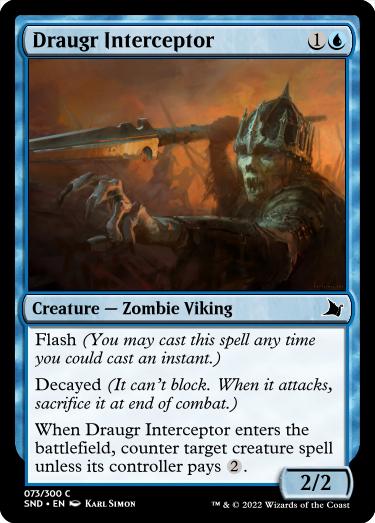 Draugr Interceptor 1
Creature — Zombie Viking
Flash (You may cast this spell any time
you could cast an instant.)
Decayed (It can't block. When it attacks,
sacrifice it at end of combat.)
When Draugr Interceptor enters the
battlefield, counter target creature spell
unless its controller pays 2.
2/2
073/300 C
SND • EN Karl Simon
™ & © 2022 Wizards of the Coast